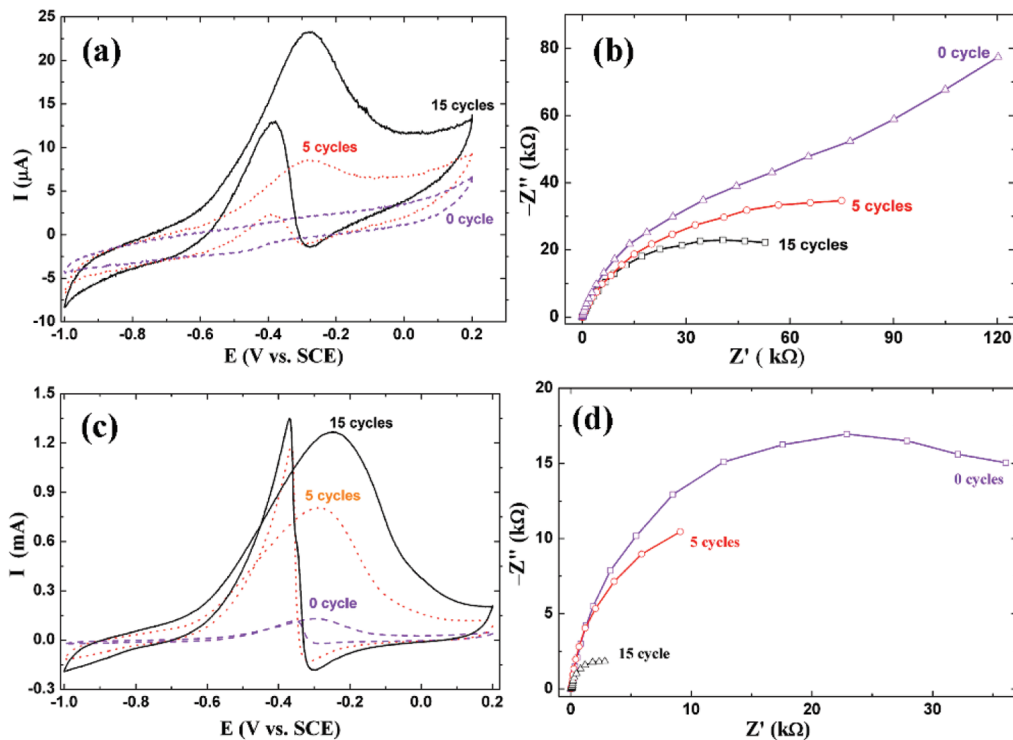 (a)
25
20
15
10
5
0
-5
-10
I (μA)
15 cycles
5 cycles
0 cycle
-1.0 -0.8 -0.6 -0.4 -0.2 0.0 0.2
E (V vs. SCE)
(b)
80
60
40
20
0
−Z'' (kΩ)
0 cycle
5 cycles
15 cycles
0 30 60 90 120
Z' ( kΩ)
(c)
1.5
1.2
0.9
0.6
0.3
0.0
-0.3
I (mA)
15 cycles
5 cycles
0 cycle
-1.0 -0.8 -0.6 -0.4 -0.2 0.0 0.2
E (V vs. SCE)
(d)
20
15
10
5
0
−Z'' (kΩ)
0 cycles
5 cycles
15 cycle
0 10 20 30
Z' (kΩ)